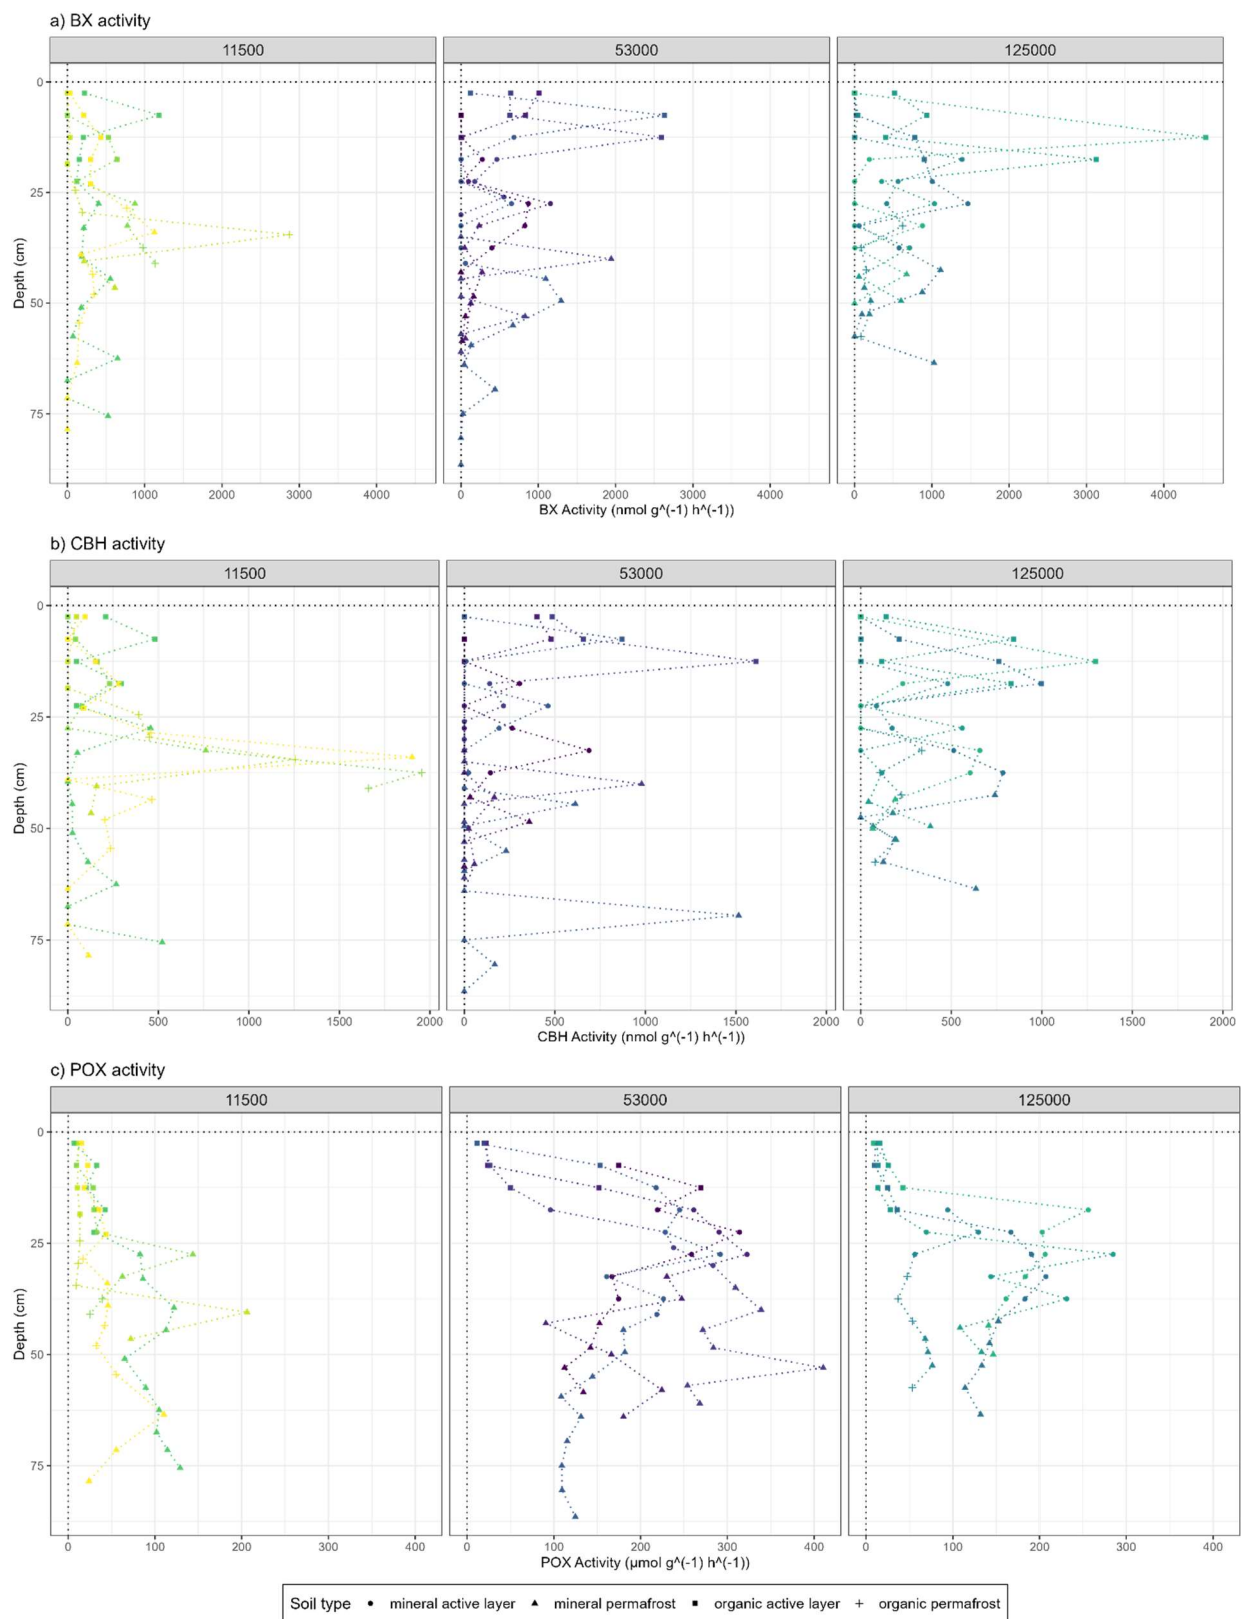 a) BX activity
11500 53000 125000
0
25
50
75
Depth (cm)
0 1000 2000 3000 4000 0 1000 2000 3000 4000 0 1000 2000 3000 4000
BX Activity (nmol g^(-1) h^(-1))
b) CBH activity
11500 53000 125000
0
25
50
75
Depth (cm)
0 500 1000 1500 2000 0 500 1000 1500 2000 0 500 1000 1500 2000
CBH Activity (nmol g^(-1) h^(-1))
c) POX activity
11500 53000 125000
0
25
50
75
Depth (cm)
0 100 200 300 400 0 100 200 300 400 0 100 200 300 400
POX Activity (μmol g^(-1) h^(-1))
Soil type mineral active layer mineral permafrost organic active layer organic permafrost